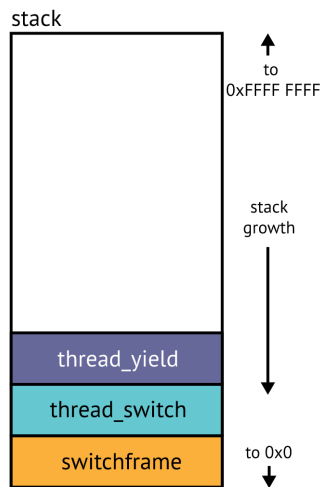 stack
to
0xFFFF FFFF
stack
growth
thread_yield
thread_switch
switchframe
to 0x0